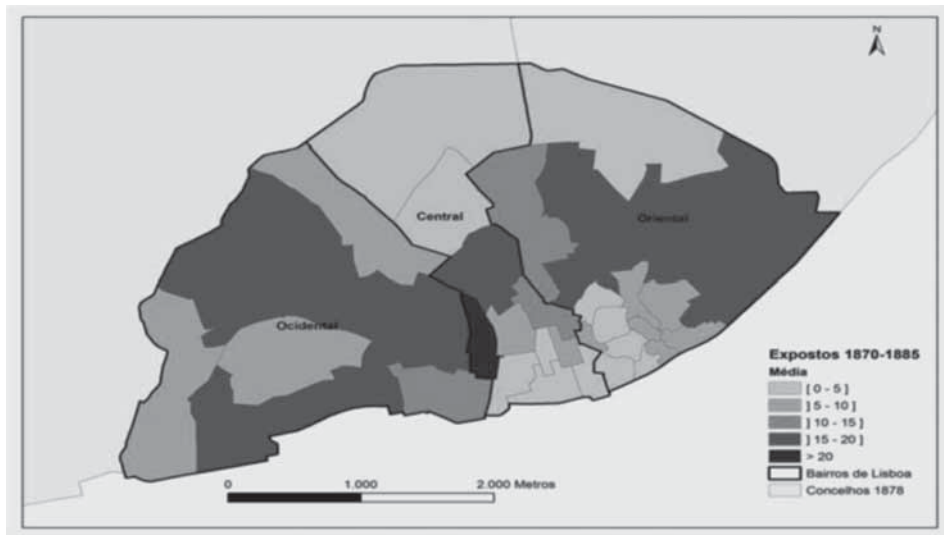 N
Central
Oriental
Ocidental
Expostos 1870-1885
Média
[ 0 - 5 ]
] 5 - 10 ]
] 10 - 15 ]
] 15 - 20 ]
> 20
Bairros de Lisboa
Concelhos 1878
0 1.000 2.000 Metros